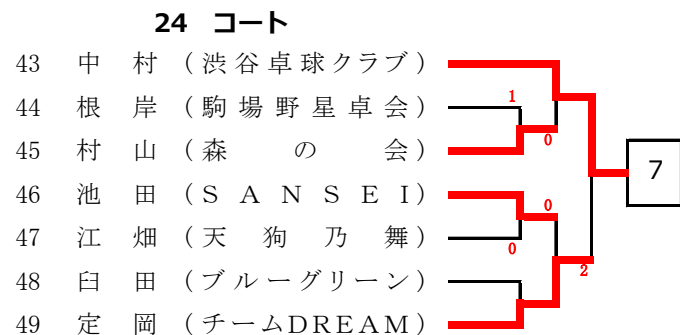 24 コート
43 中村(渋谷卓球クラブ)
44 根岸(駒場野星卓会)
1
45 村山(森の会)
0
7
46 池田(SANSEI)
0
47 江畑(天狗乃舞)
0
2
48 臼田(ブルーグリーン)
49 定岡(チームDREAM)